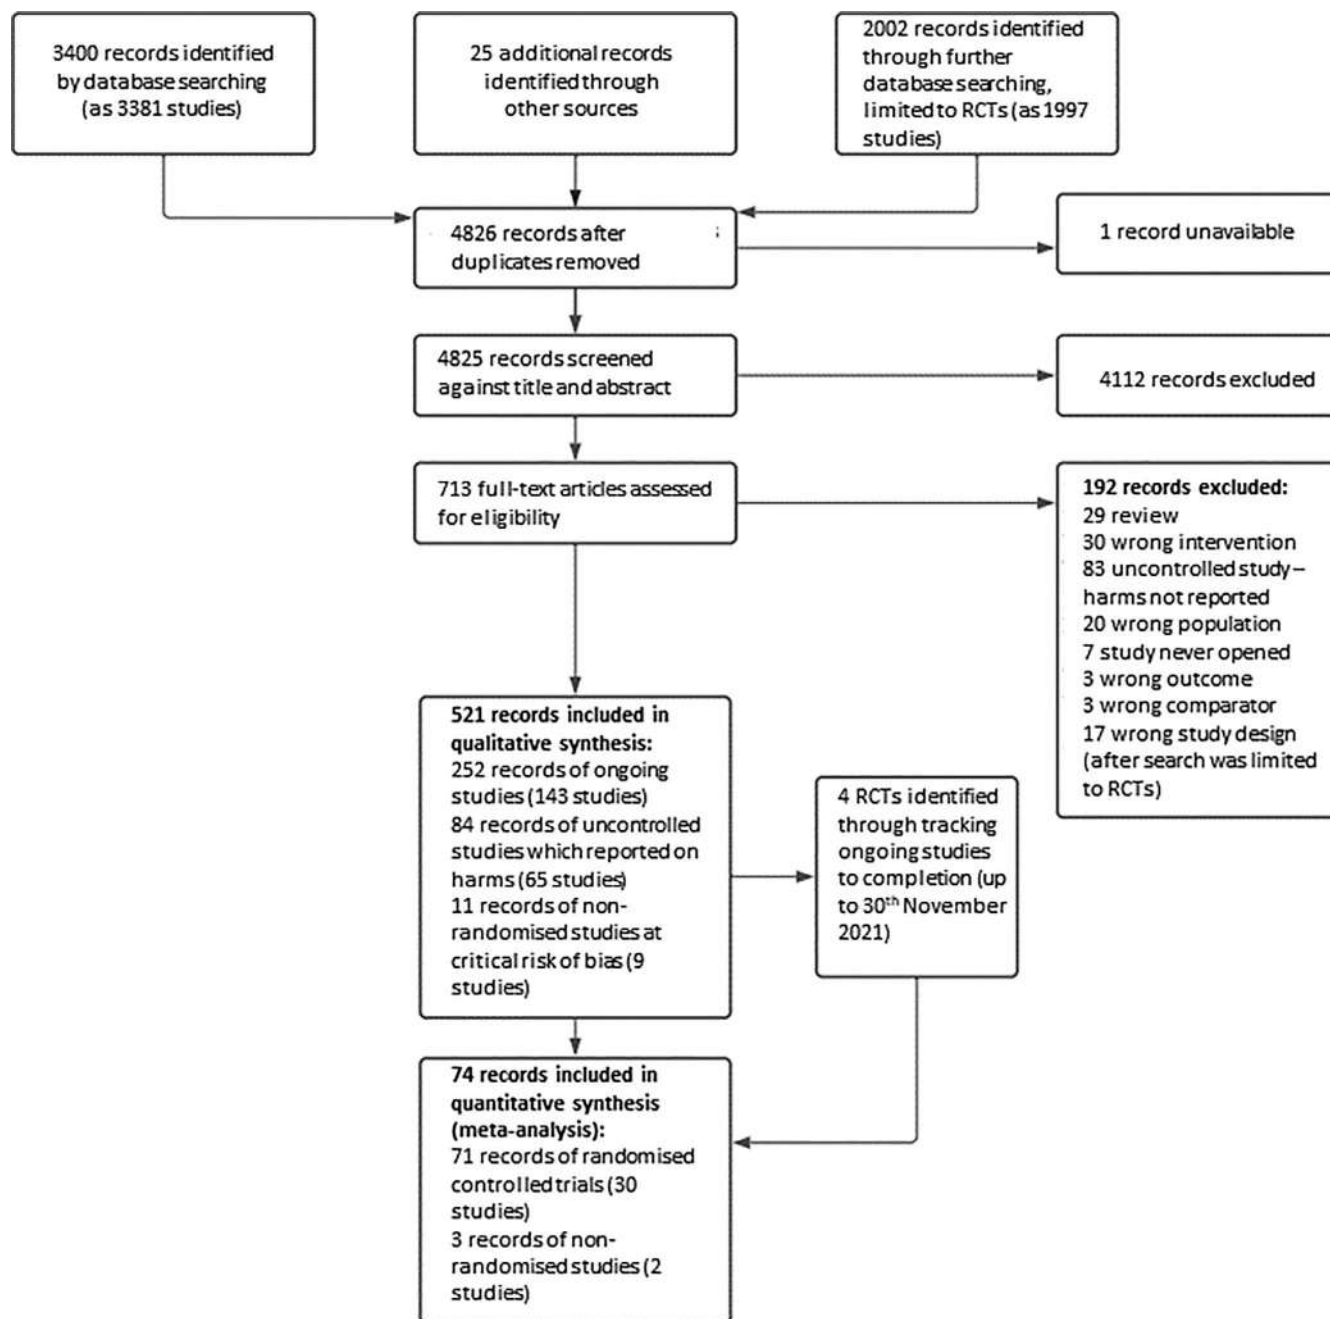 3400 records identified
by database searching
(as 3381 studies)
25 additional records
identified through
other sources
2002 records identified
through further
database searching,
limited to RCTs (as 1997
studies)
4826 records after
duplicates removed
1 record unavailable
4825 records screened
against title and abstract
4112 records excluded
713 full-text articles assessed
for eligibility
192 records excluded:
29 review
30 wrong intervention
83 uncontrolled study –
harms not reported
20 wrong population
7 study never opened
3 wrong outcome
3 wrong comparator
17 wrong study design
(after search was limited
to RCTs)
521 records included in
qualitative synthesis:
252 records of ongoing
studies (143 studies)
84 records of uncontrolled
studies which reported on
harms (65 studies)
11 records of non-
randomised studies at
critical risk of bias (9
studies)
4 RCTs identified
through tracking
ongoing studies
to completion (up
to 30th November
2021)
74 records included in
quantitative synthesis
(meta-analysis):
71 records of randomised
controlled trials (30
studies)
3 records of non-
randomised studies (2
studies)